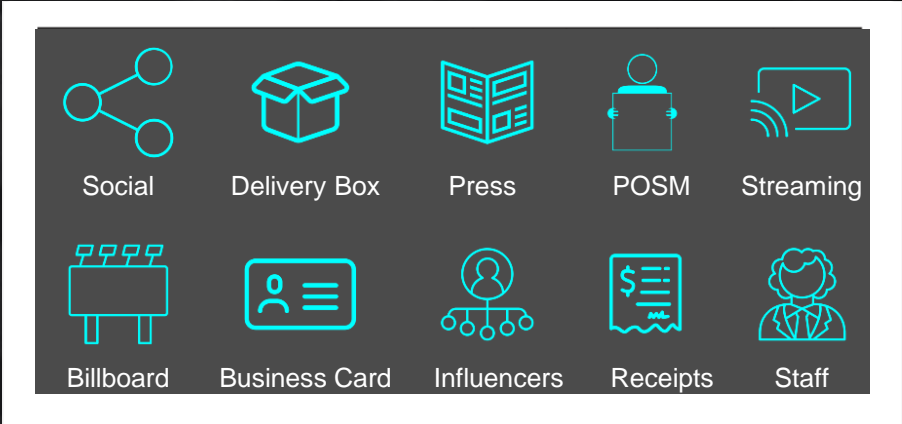 Social Delivery Box Press POSM Streaming
$
Billboard Business Card Influencers Receipts Staff